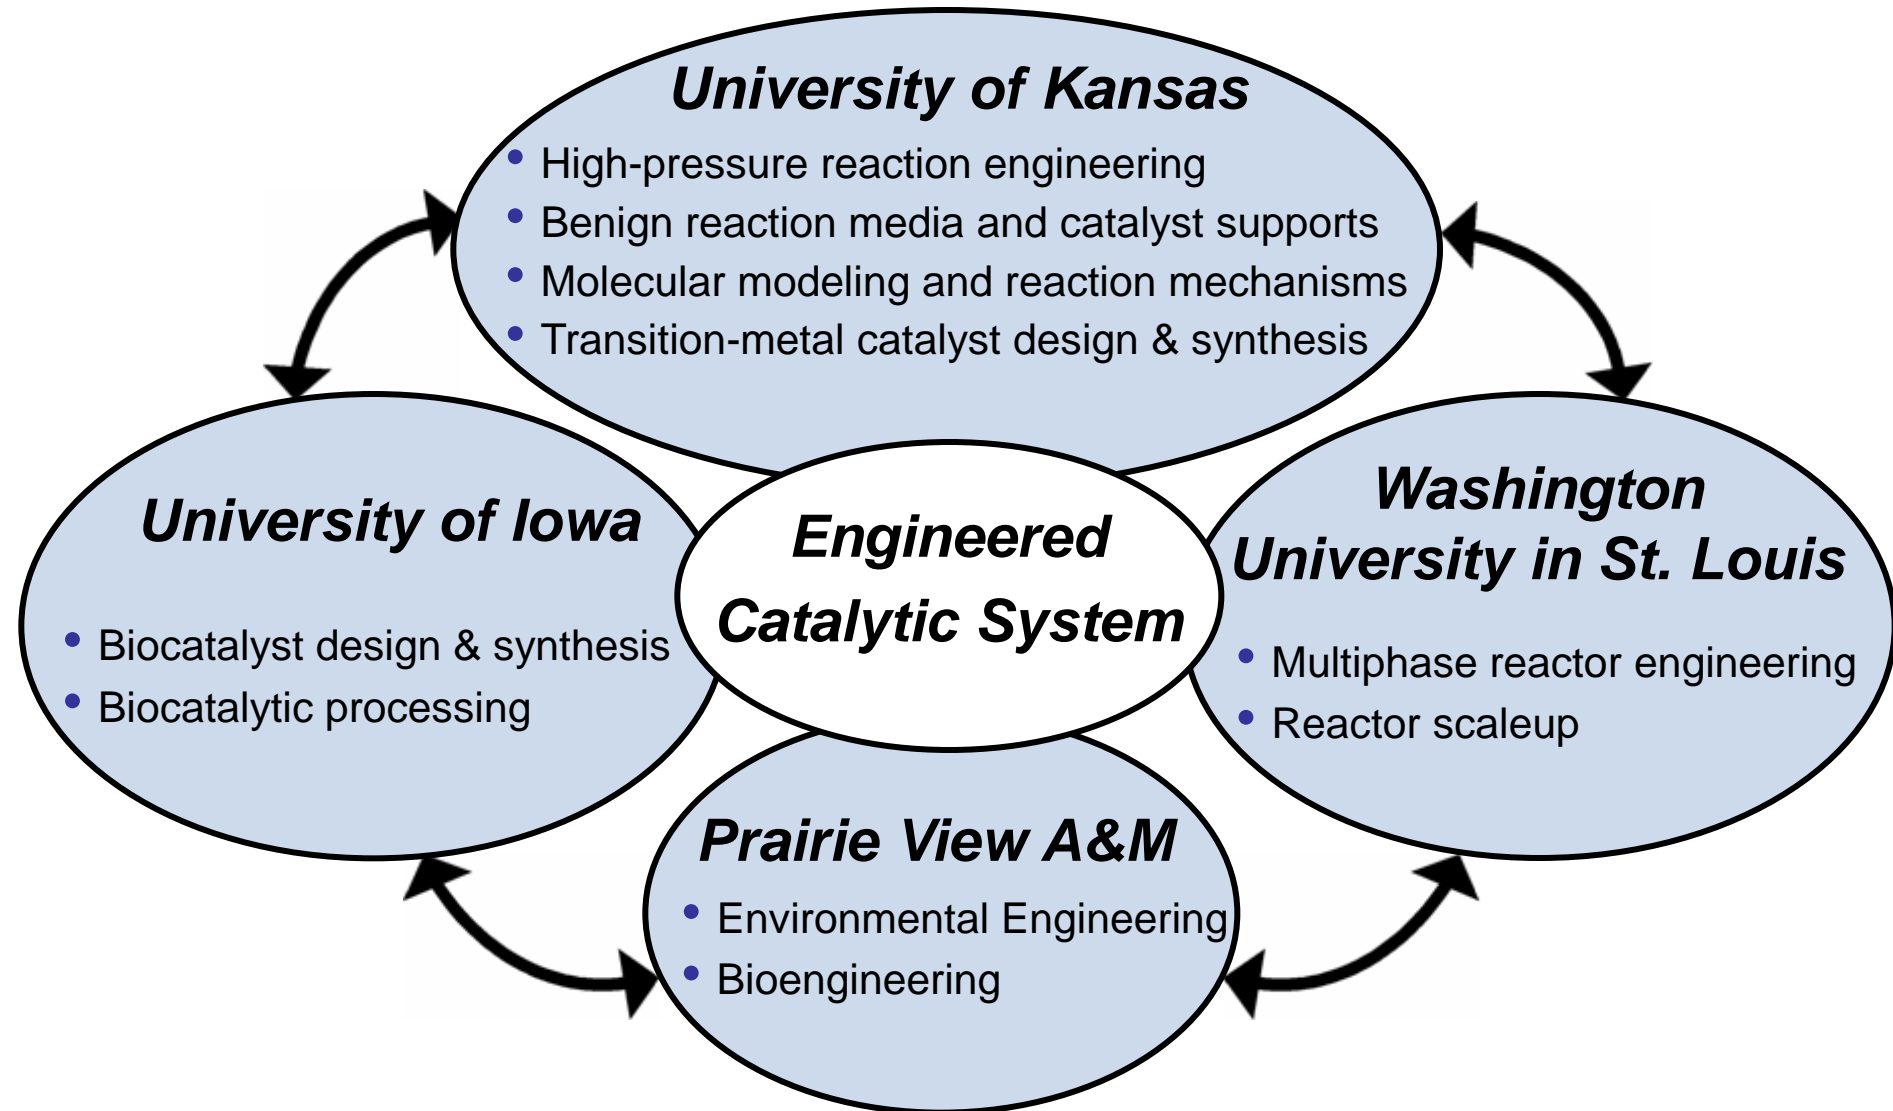 University of Kansas
• High-pressure reaction engineering
• Benign reaction media and catalyst supports
• Molecular modeling and reaction mechanisms
• Transition-metal catalyst design & synthesis
University of Iowa
• Biocatalyst design & synthesis
• Biocatalytic processing
Engineered
Catalytic System
Washington
University in St. Louis
• Multiphase reactor engineering
• Reactor scaleup
Prairie View A&M
• Environmental Engineering
• Bioengineering